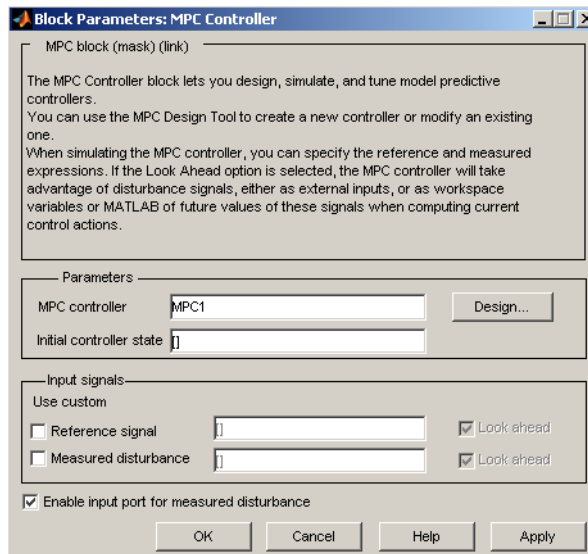 Block Parameters: MPC Controller
MPC block (mask) (link)
The MPC Controller block lets you design, simulate, and tune model predictive
controllers.
You can use the MPC Design Tool to create a new controller or modify an existing
one.
When simulating the MPC controller, you can specify the reference and measured
expressions. If the Look Ahead option is selected, the MPC controller will take
advantage of disturbance signals, either as external inputs, or as workspace
variables or MATLAB of future values of these signals when computing current
control actions.
Parameters
MPC controller MPC1 Design...
Initial controller state []
Input signals
Use custom
Reference signal [] Look ahead
Measured disturbance [] Look ahead
Enable input port for measured disturbance
OK Cancel Help Apply